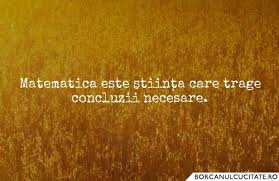 Matematica este știința care trage
concluzii necesare.
BORCANULCUCITATE.RO